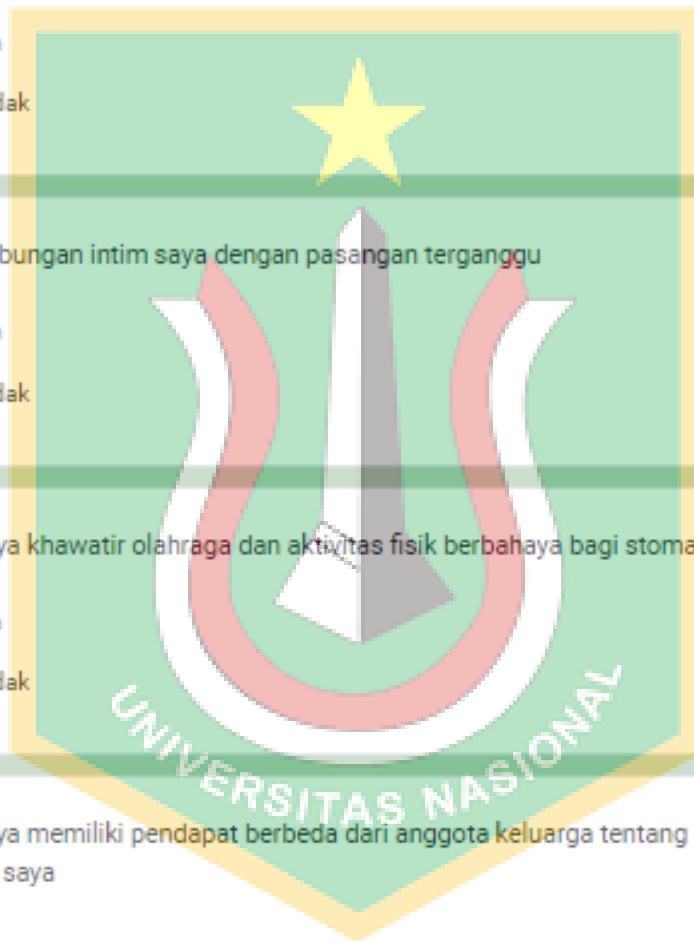 dak
bungan intim saya dengan pasangan terganggu
dak
ya khawatir olahraga dan aktivitas fisik berbahaya bagi stoma
dak
UNIVERSITAS NASIONAL
ya memiliki pendapat berbeda dari anggota keluarga tentang
saya